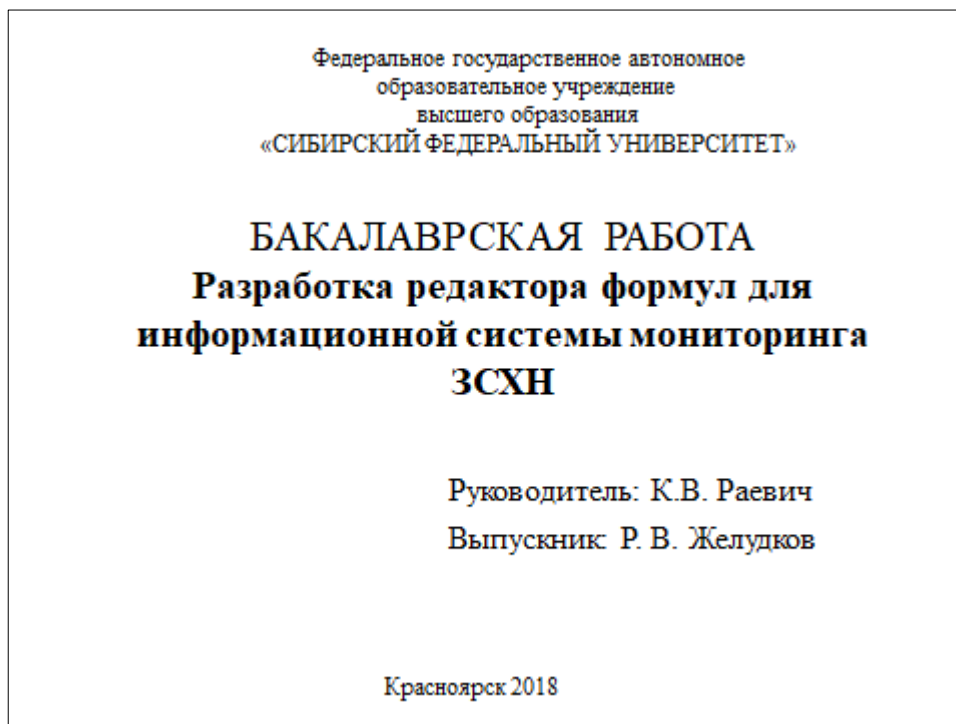 Федеральное государственное автономное
образовательное учреждение
высшего образования
«СИБИРСКИЙ ФЕДЕРАЛЬНЫЙ УНИВЕРСИТЕТ»
БАКАЛАВРСКАЯ РАБОТА
Разработка редактора формул для
информационной системы мониторинга
ЗСХН
Руководитель: К.В. Раевич
Выпускник: Р. В. Желудков
Красноярск 2018